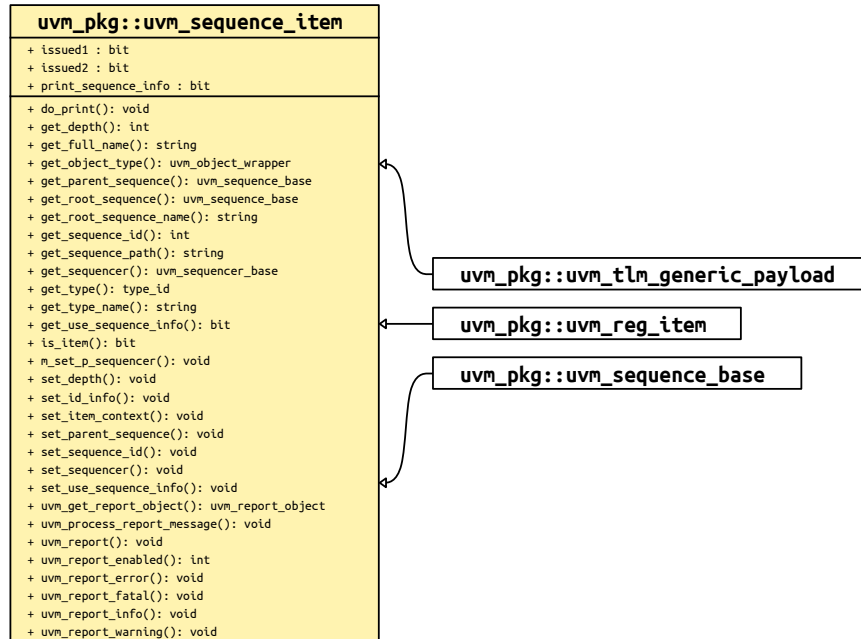 uvm_pkg::uvm_sequence_item
+ issued1 : bit
+ issued2 : bit
+ print_sequence_info : bit
+ do_print(): void
+ get_depth(): int
+ get_full_name(): string
+ get_object_type(): uvm_object_wrapper
+ get_parent_sequence(): uvm_sequence_base
+ get_root_sequence(): uvm_sequence_base
+ get_root_sequence_name(): string
+ get_sequence_id(): int
+ get_sequence_path(): string
+ get_sequencer(): uvm_sequencer_base
+ get_type(): type_id
+ get_type_name(): string
+ get_use_sequence_info(): bit
+ is_item(): bit
+ m_set_p_sequencer(): void
+ set_depth(): void
+ set_id_info(): void
+ set_item_context(): void
+ set_parent_sequence(): void
+ set_sequence_id(): void
+ set_sequencer(): void
+ set_use_sequence_info(): void
+ uvm_get_report_object(): uvm_report_object
+ uvm_process_report_message(): void
+ uvm_report(): void
+ uvm_report_enabled(): int
+ uvm_report_error(): void
+ uvm_report_fatal(): void
+ uvm_report_info(): void
+ uvm_report_warning(): void
uvm_pkg::uvm_tlm_generic_payload
uvm_pkg::uvm_reg_item
uvm_pkg::uvm_sequence_base